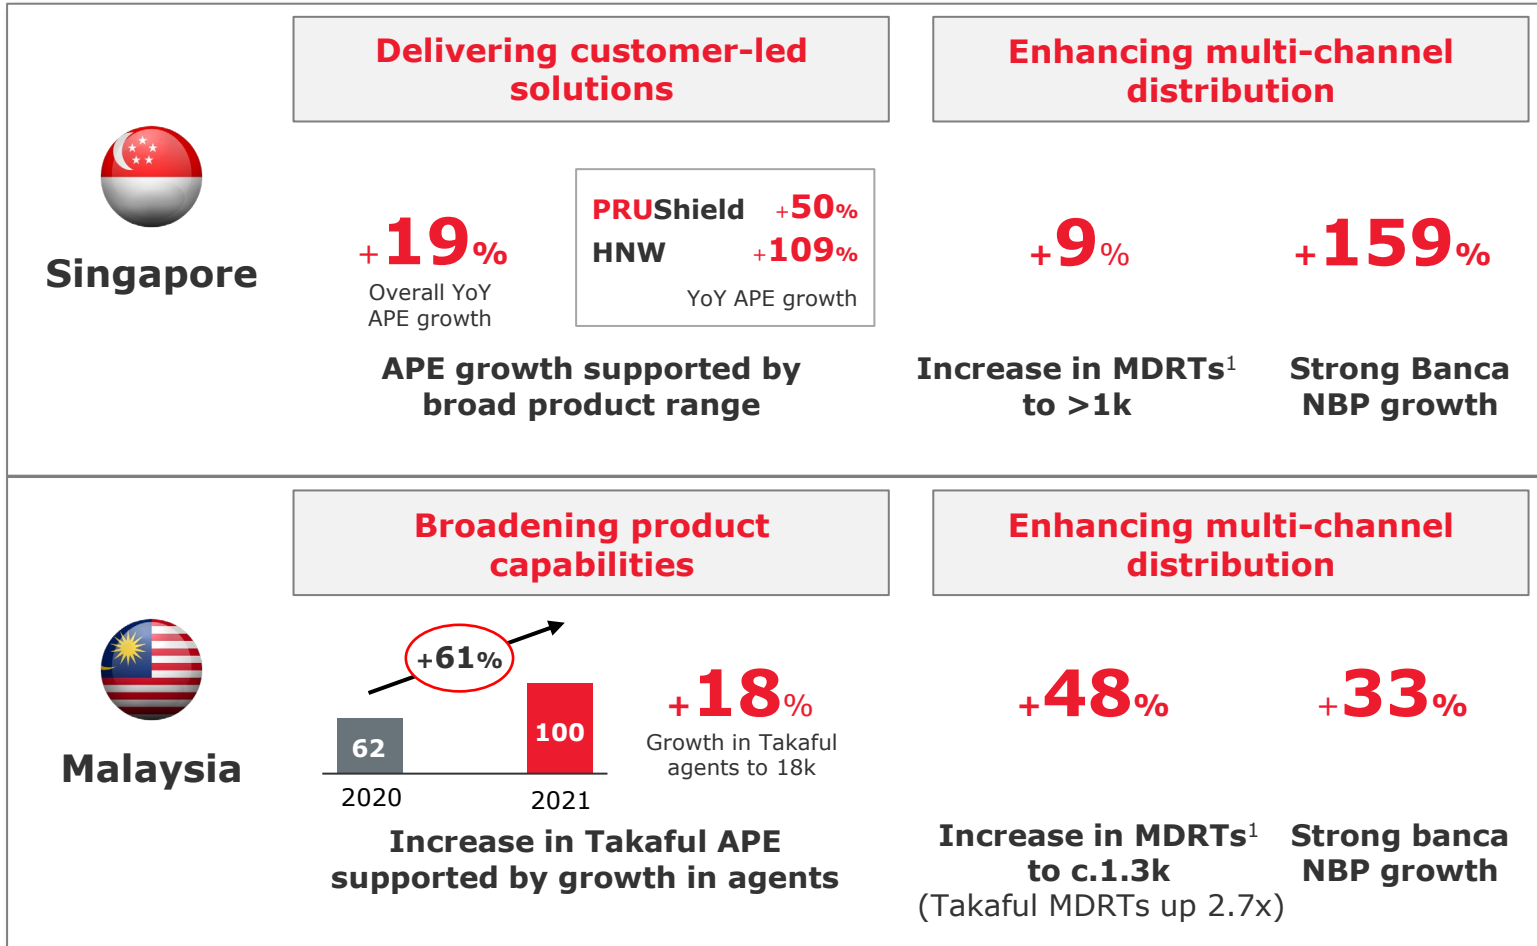 Delivering customer-led
solutions
Enhancing multi-channel
distribution
Singapore
+19%
Overall YoY
APE growth
PRUShield +50%
HNW +109%
YoY APE growth
APE growth supported by
broad product range
+9%
Increase in MDRTs¹
to >1k
+159%
Strong Banca
NBP growth
Broadening product
capabilities
Enhancing multi-channel
distribution
Malaysia
+61%
62
100
2020
2021
+18%
Growth in Takaful
agents to 18k
Increase in Takaful APE
supported by growth in agents
+48%
Increase in MDRTs¹
to c.1.3k
(Takaful MDRTs up 2.7x)
+33%
Strong banca
NBP growth